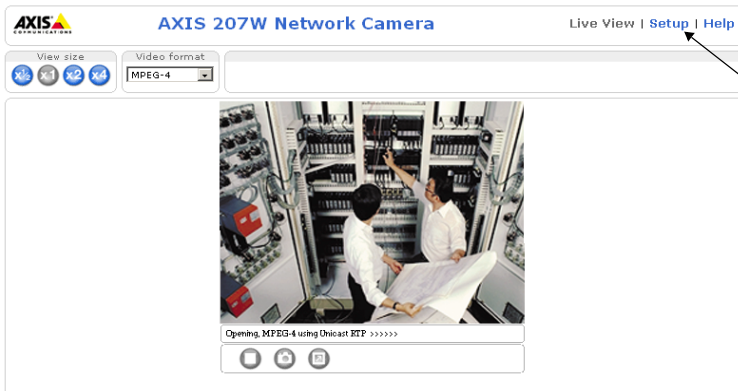 AXIS
COMMUNICATIONS
AXIS 207W Network Camera
Live View | Setup | Help
View size
Video format
x½ x1 x2 x4
MPEG-4
Opening, MPEG-4 using Unicast RTP >>>>>>